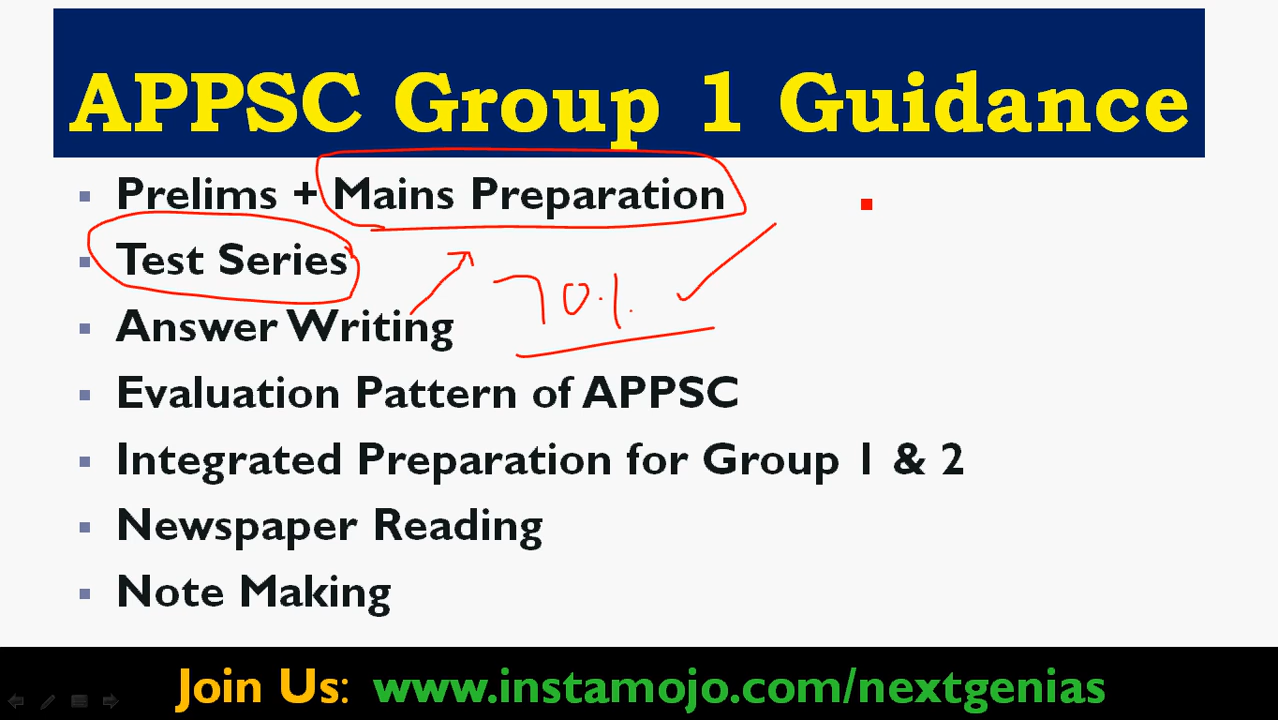 APPSC Group 1 Guidance
Prelims + Mains Preparation
Test Series
Answer Writing
70%
Evaluation Pattern of APPSC
Integrated Preparation for Group 1 & 2
Newspaper Reading
Note Making
Join Us: www.instamojo.com/nextgenias